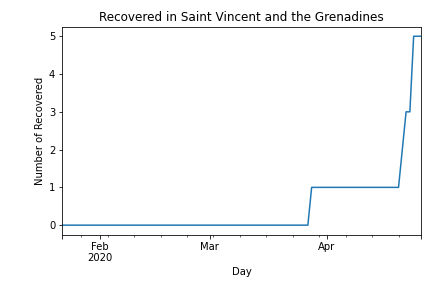 Recovered in Saint Vincent and the Grenadines
5
4
3
2
1
0
Number of Recovered
Feb
2020
Mar
Apr
Day